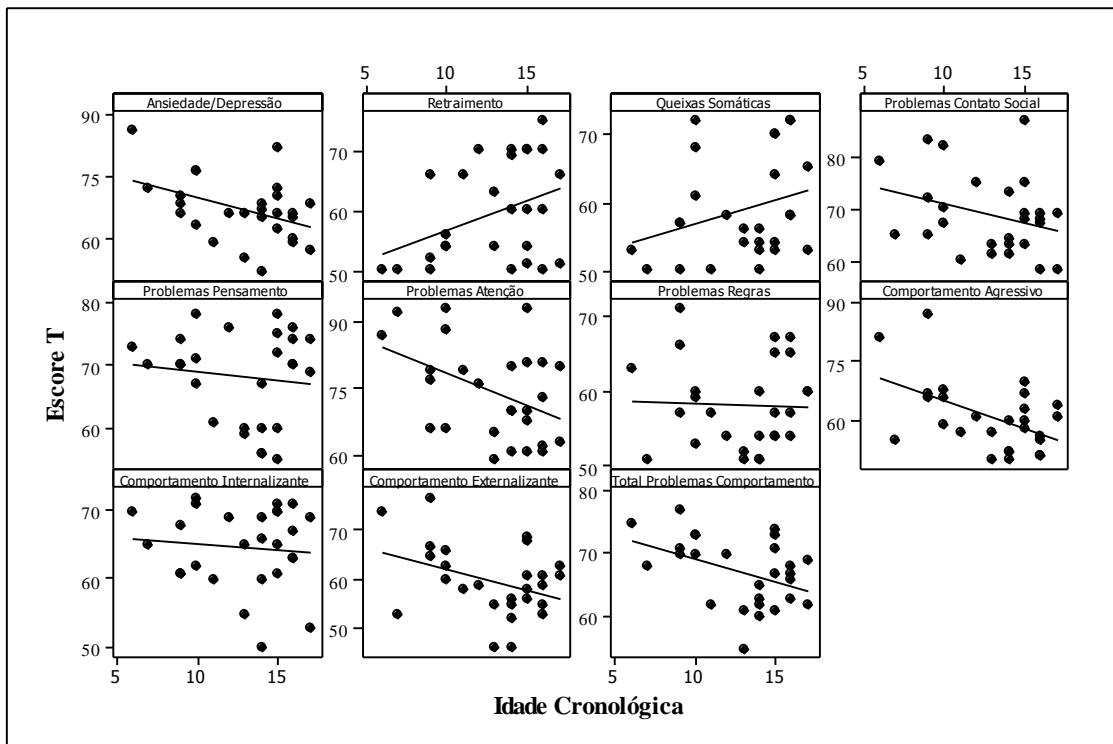 5 10 15
5 10 15
Ansiedade/Depressão
Retraimento
Queixas Somáticas
Problemas Contato Social
90
75
60
70
60
50
70
60
50
80
70
60
Problemas Pensamento
Problemas Atenção
Problemas Regras
Comportamento Agressivo
80
70
60
90
75
60
70
60
50
90
75
60
Comportamento Internalizante
Comportamento Externalizante
Total Problemas Comportamento
70
60
50
70
60
50
80
70
60
5 10 15
5 10 15
Escore T
Idade Cronológica